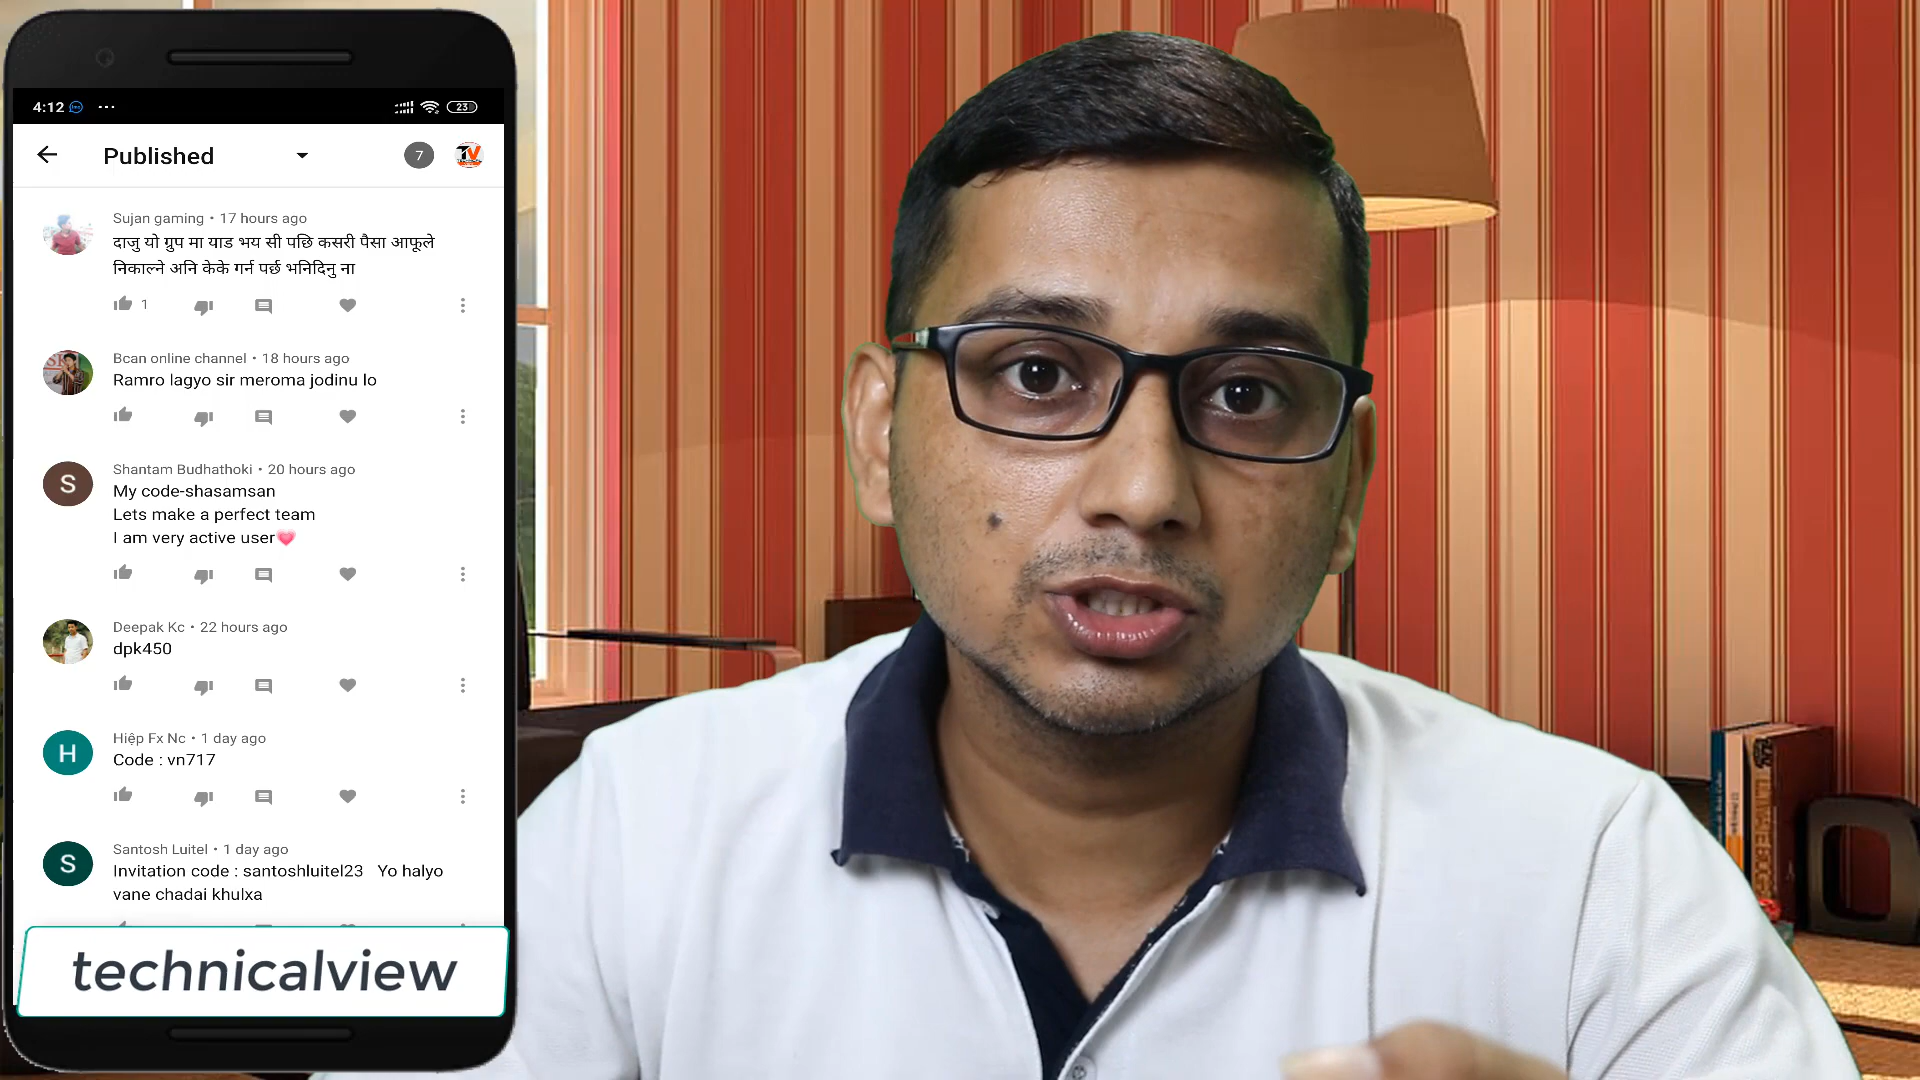 4:12
23
Published
7
TV
Sujan gaming • 17 hours ago
दाजु यो ग्रुप मा याड भय सी पछि कसरी पैसा आफूले
निकाल्ने अनि केके गर्न पर्छ भनिदिनु ना
1
Bcan online channel • 18 hours ago
Ramro lagyo sir meroma jodinu lo
S
Shantam Budhathoki • 20 hours ago
My code-shasamsan
Lets make a perfect team
I am very active user
Deepak Kc • 22 hours ago
dpk450
H
Hiệp Fx Nc • 1 day ago
Code : vn717
S
Santosh Luitel • 1 day ago
Invitation code : santoshluitel23 Yo halyo
vane chadai khulxa
technicalview